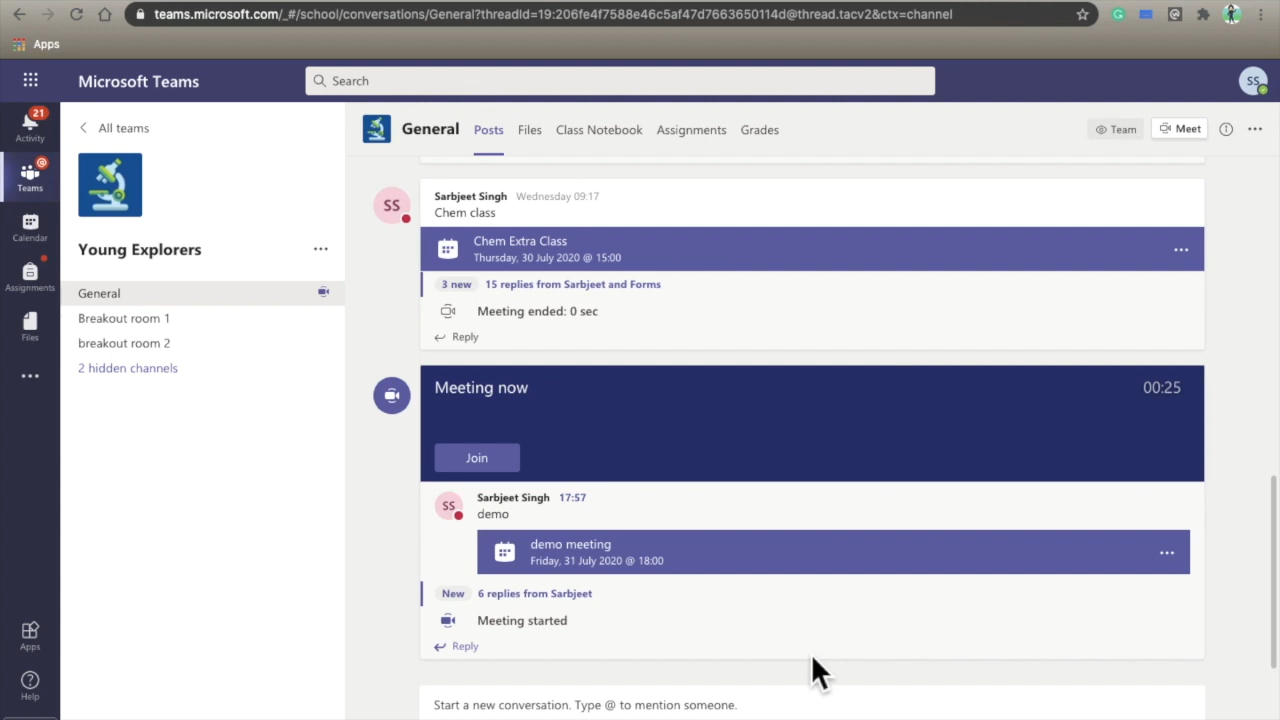 teams.microsoft.com/_#/school/conversations/General?threadId=19:206fe4f7588e46c5af47d7663650114d@thread.tacv2&ctx=channel
Apps
Microsoft Teams
Search
SS
21
Activity
Teams
Calendar
Assignments
Files
Apps
Help
All teams
Young Explorers
General
Breakout room 1
breakout room 2
2 hidden channels
General Posts Files Class Notebook Assignments Grades
Team Meet
SS
Sarbjeet Singh Wednesday 09:17
Chem class
Chem Extra Class
Thursday, 30 July 2020 @ 15:00
3 new 15 replies from Sarbjeet and Forms
Meeting ended: 0 sec
Reply
Meeting now 00:25
Join
SS
Sarbjeet Singh 17:57
demo
demo meeting
Friday, 31 July 2020 @ 18:00
New 6 replies from Sarbjeet
Meeting started
Reply
Start a new conversation. Type @ to mention someone.